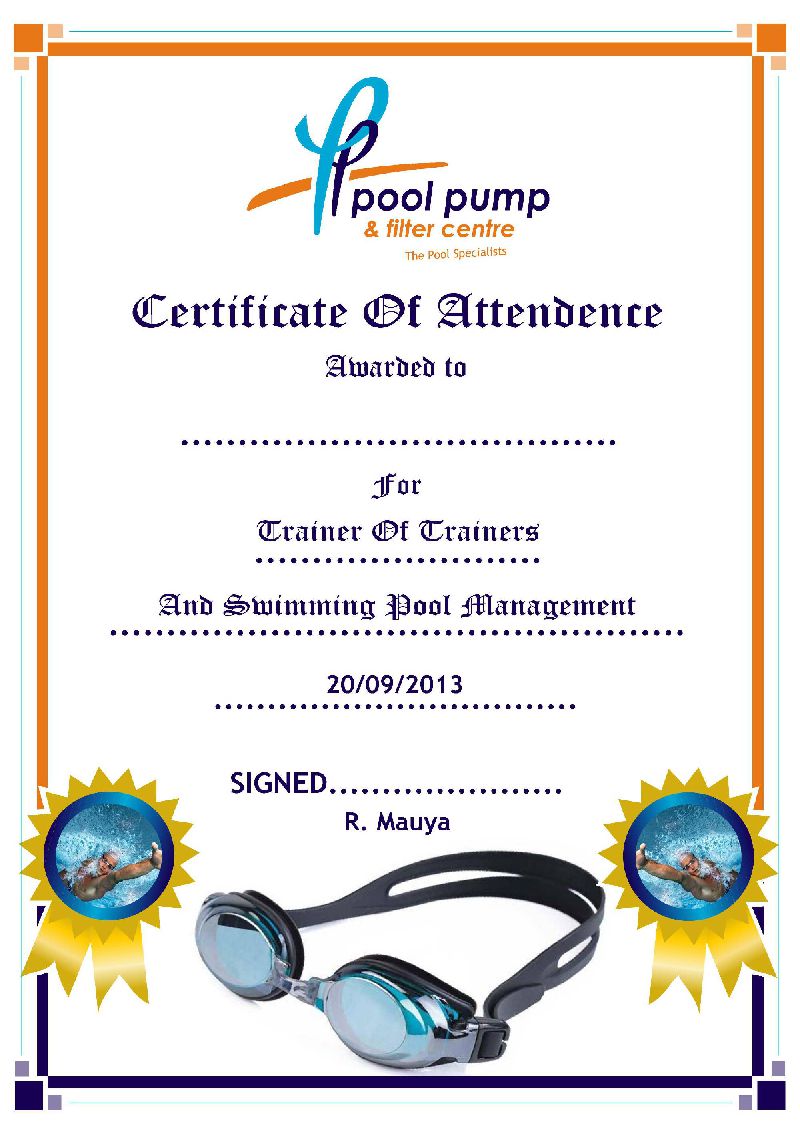 pool pump
& filter centre
The Pool Specialists
Certificate Of Attendence
Awarded to
.....................................
For
Trainer Of Trainers
.........................
And Swimming Pool Management
..................................................
20/09/2013
..................................
SIGNED......................
R. Mauya